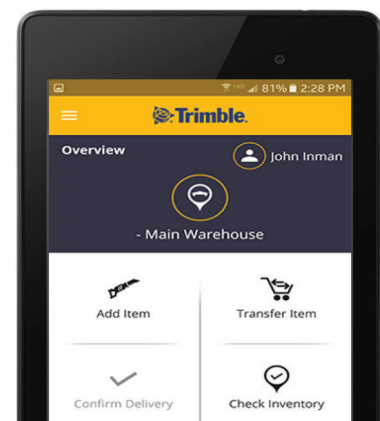 81% 2:28 PM
Trimble.
Overview
John Inman
- Main Warehouse
Add Item
Transfer Item
Confirm Delivery
Check Inventory